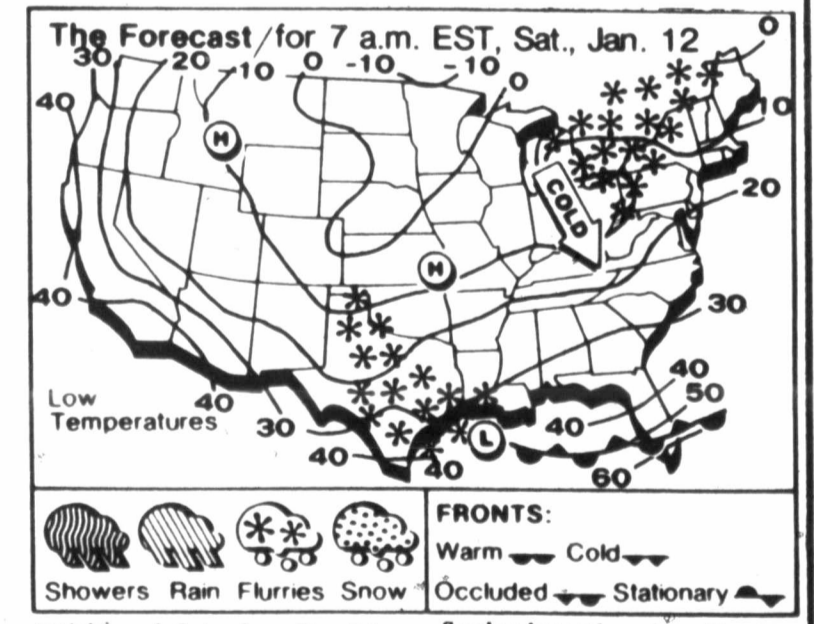 The Forecast/for 7 a.m. EST, Sat., Jan. 12
30 20 10 0 -10 -10 0 0
40
H
10
COLD
20
H
40
30
Low
Temperatures
40
30
40
40
L
40
40
50
60
FRONTS:
Warm Cold
Showers Rain Flurries Snow
Occluded Stationary